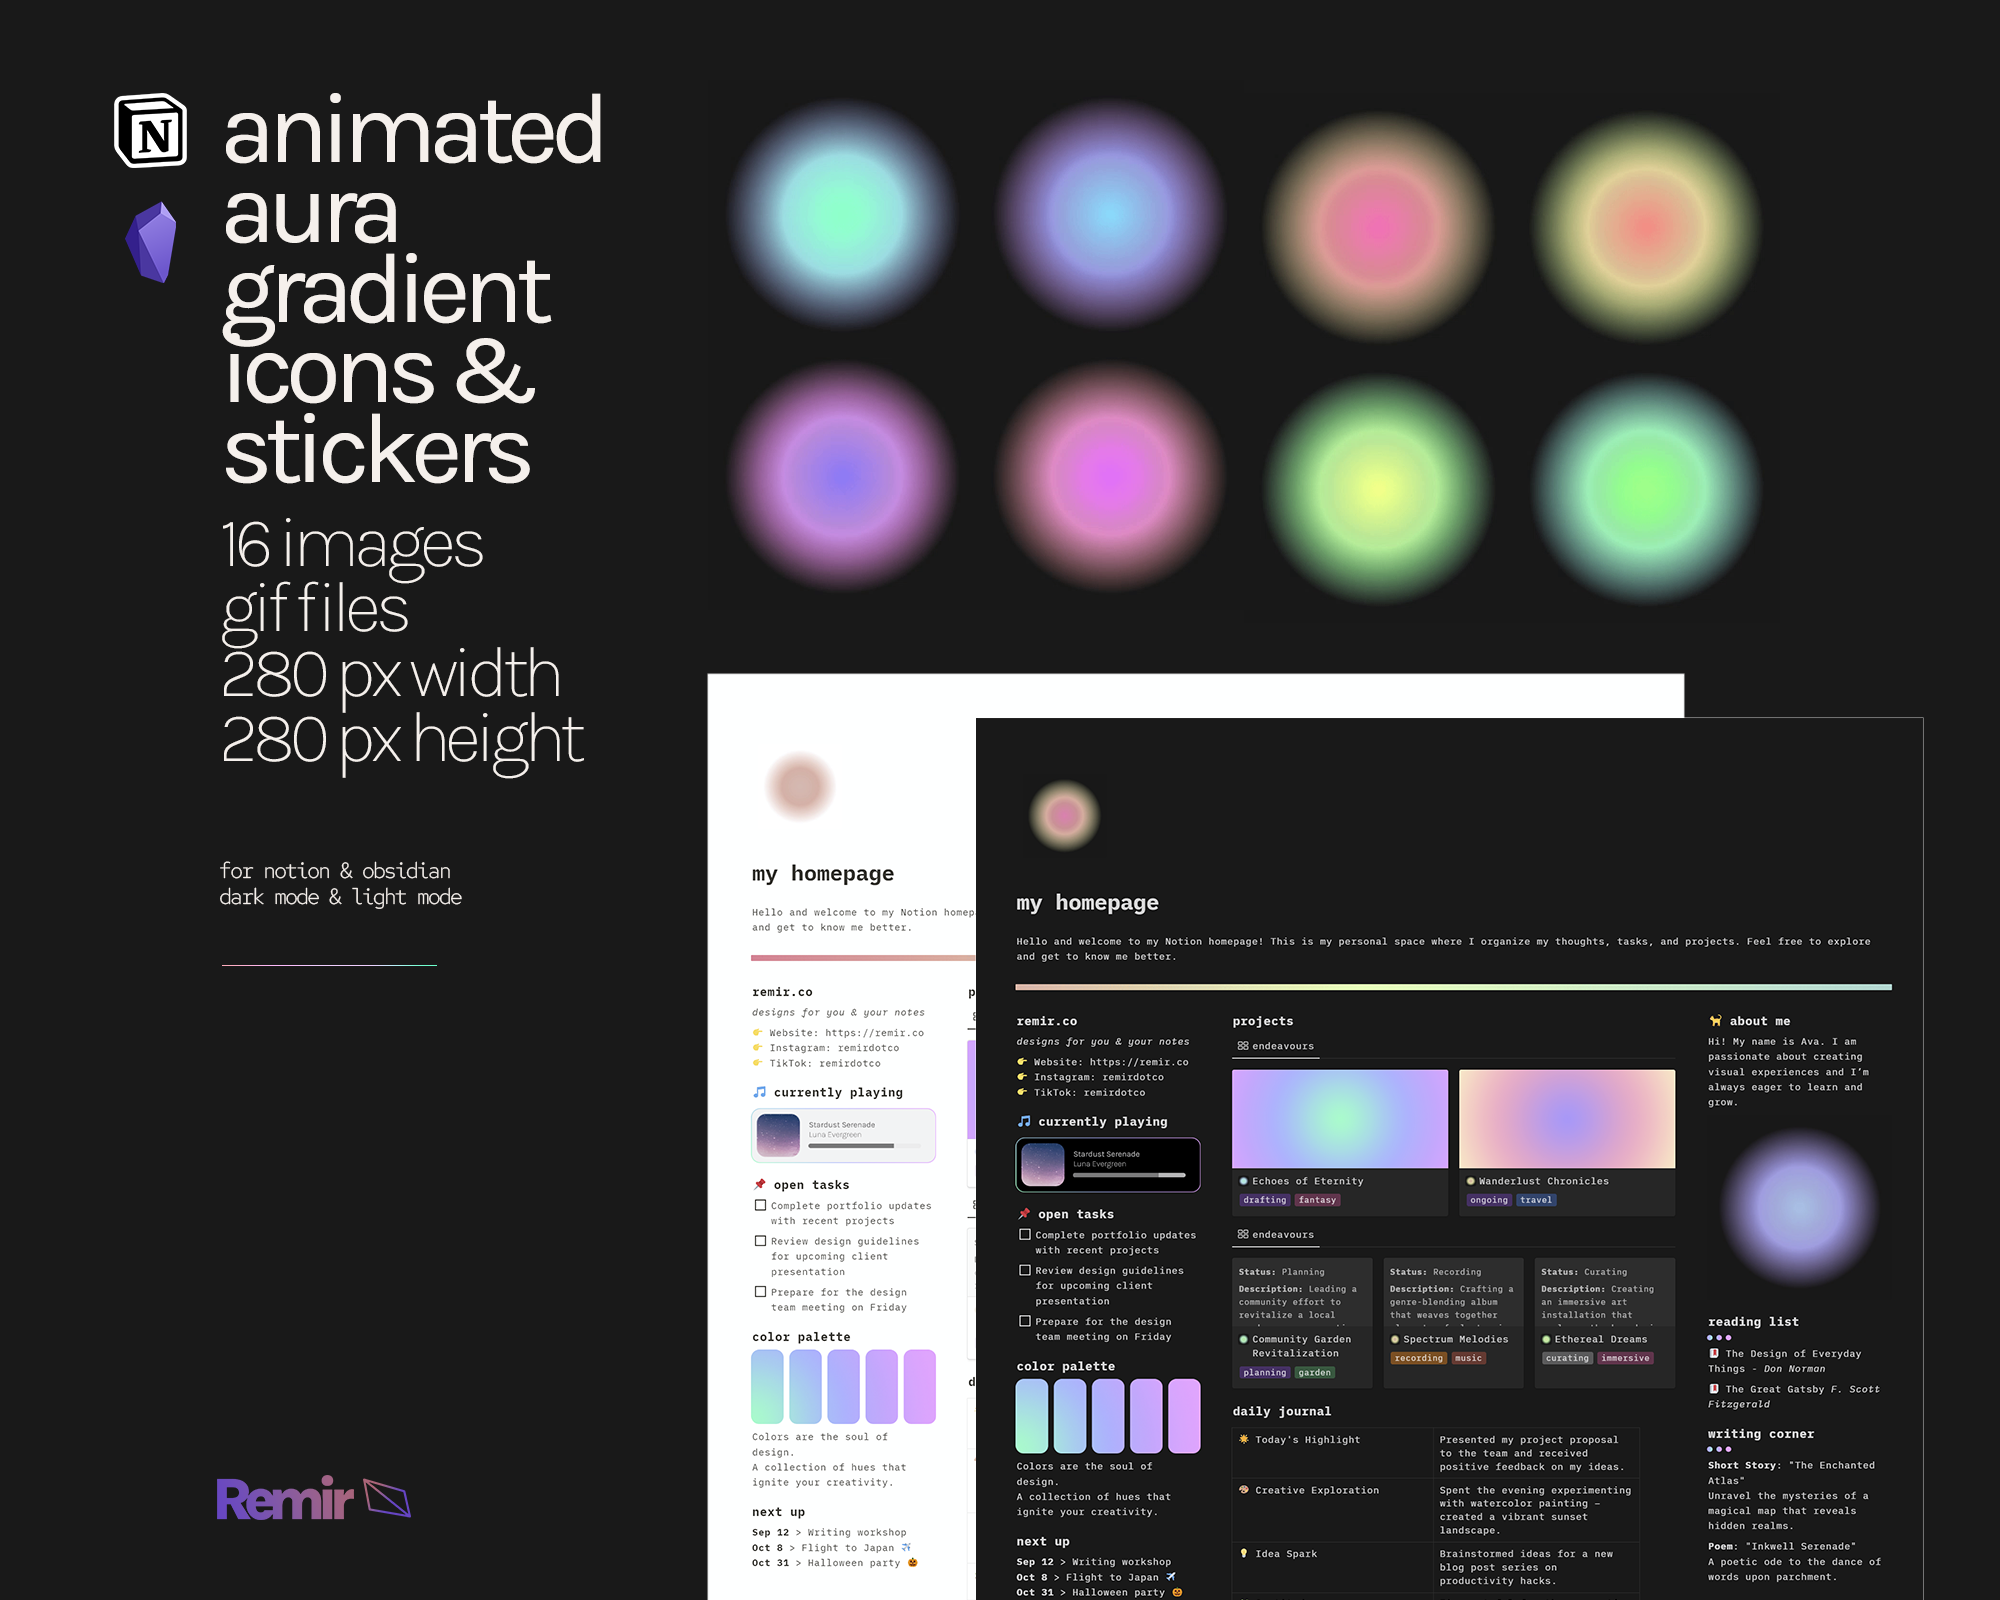 N
animated
aura
gradient
icons &
stickers
16 images
gif files
280 px width
280 px height
for notion & obsidian
dark mode & light mode
Remir
my homepage
Hello and welcome to my Notion homep
and get to know me better.
remir.co
designs for you & your notes
👉 Website: https://remir.co
👉 Instagram: remirdotco
👉 TikTok: remirdotco
🎵 currently playing
Stardust Serenade
Luna Evergreen
📌 open tasks
Complete portfolio updates
with recent projects
Review design guidelines
for upcoming client
presentation
Prepare for the design
team meeting on Friday
color palette
Colors are the soul of
design.
A collection of hues that
ignite your creativity.
next up
Sep 12 > Writing workshop
Oct 8 > Flight to Japan ✈️
Oct 31 > Halloween party 🎃
p
d
my homepage
Hello and welcome to my Notion homepage! This is my personal space where I organize my thoughts, tasks, and projects. Feel free to explore
and get to know me better.
remir.co
designs for you & your notes
👉 Website: https://remir.co
👉 Instagram: remirdotco
👉 TikTok: remirdotco
🎵 currently playing
Stardust Serenade
Luna Evergreen
📌 open tasks
Complete portfolio updates
with recent projects
Review design guidelines
for upcoming client
presentation
Prepare for the design
team meeting on Friday
color palette
Colors are the soul of
design.
A collection of hues that
ignite your creativity.
next up
Sep 12 > Writing workshop
Oct 8 > Flight to Japan ✈️
Oct 31 > Halloween party 🎃
projects
endeavours
Echoes of Eternity
drafting fantasy
Wanderlust Chronicles
ongoing travel
endeavours
Status: Planning
Description: Leading a
community effort to
revitalize a local
Community Garden
Revitalization
planning garden
Status: Recording
Description: Crafting a
genre-blending album
that weaves together
Spectrum Melodies
recording music
Status: Curating
Description: Creating
an immersive art
installation that
Ethereal Dreams
curating immersive
daily journal
☀️ Today's Highlight
Presented my project proposal
to the team and received
positive feedback on my ideas.
🎨 Creative Exploration
Spent the evening experimenting
with watercolor painting –
created a vibrant sunset
landscape.
💡 Idea Spark
Brainstormed ideas for a new
blog post series on
productivity hacks.
🐈 about me
Hi! My name is Ava. I am
passionate about creating
visual experiences and I’m
always eager to learn and
grow.
reading list
The Design of Everyday
Things - Don Norman
The Great Gatsby F. Scott
Fitzgerald
writing corner
Short Story: "The Enchanted
Atlas"
Unravel the mysteries of a
magical map that reveals
hidden realms.
Poem: "Inkwell Serenade"
A poetic ode to the dance of
words upon parchment.